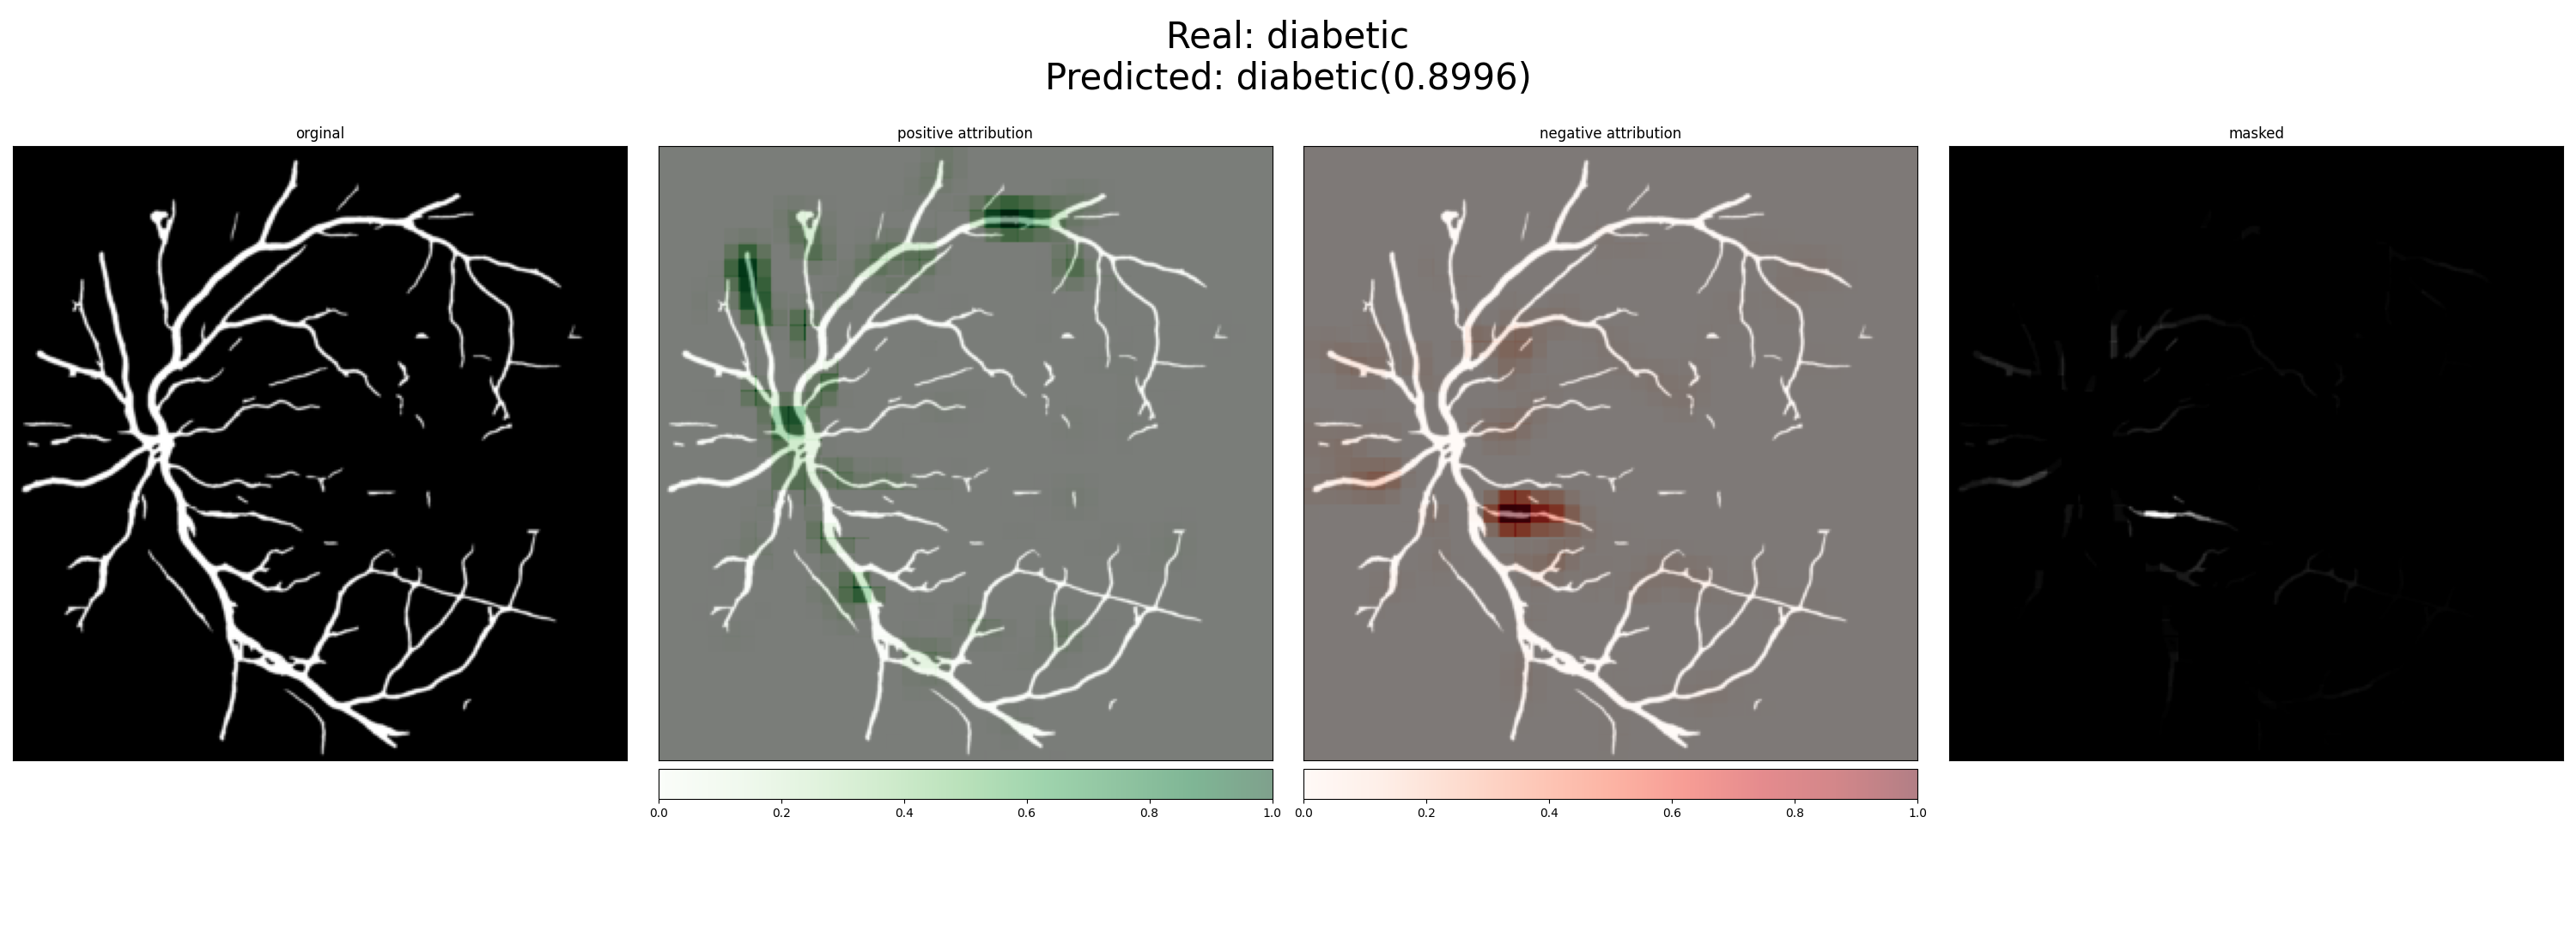 Real: diabetic
Predicted: diabetic(0.8996)
orginal
positive attribution
negative attribution
masked
0.0 0.2 0.4 0.6 0.8 1.0
0.0 0.2 0.4 0.6 0.8 1.0